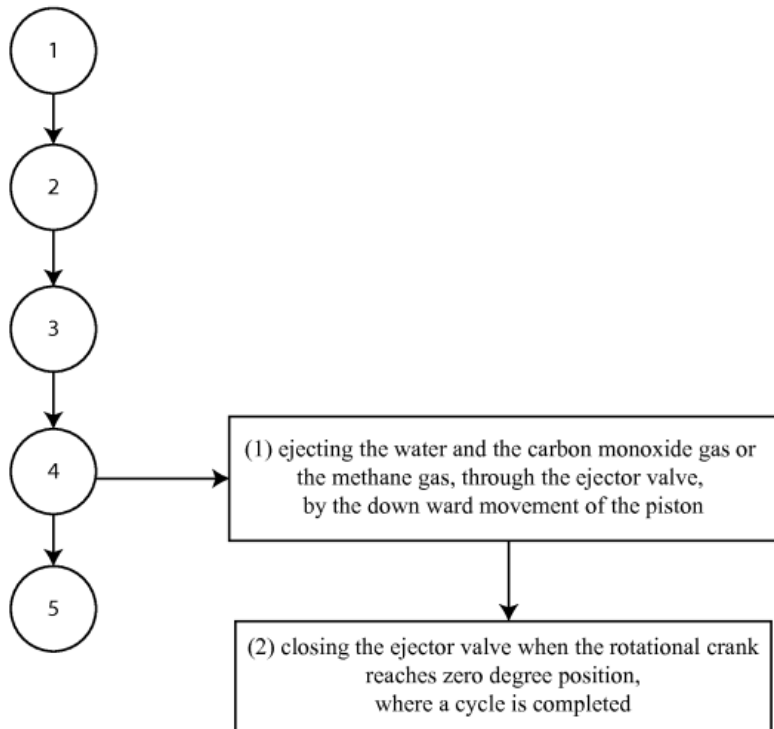 1
2
3
4
(1) ejecting the water and the carbon monoxide gas or
the methane gas, through the ejector valve,
by the down ward movement of the piston
5
(2) closing the ejector valve when the rotational crank
reaches zero degree position,
where a cycle is completed